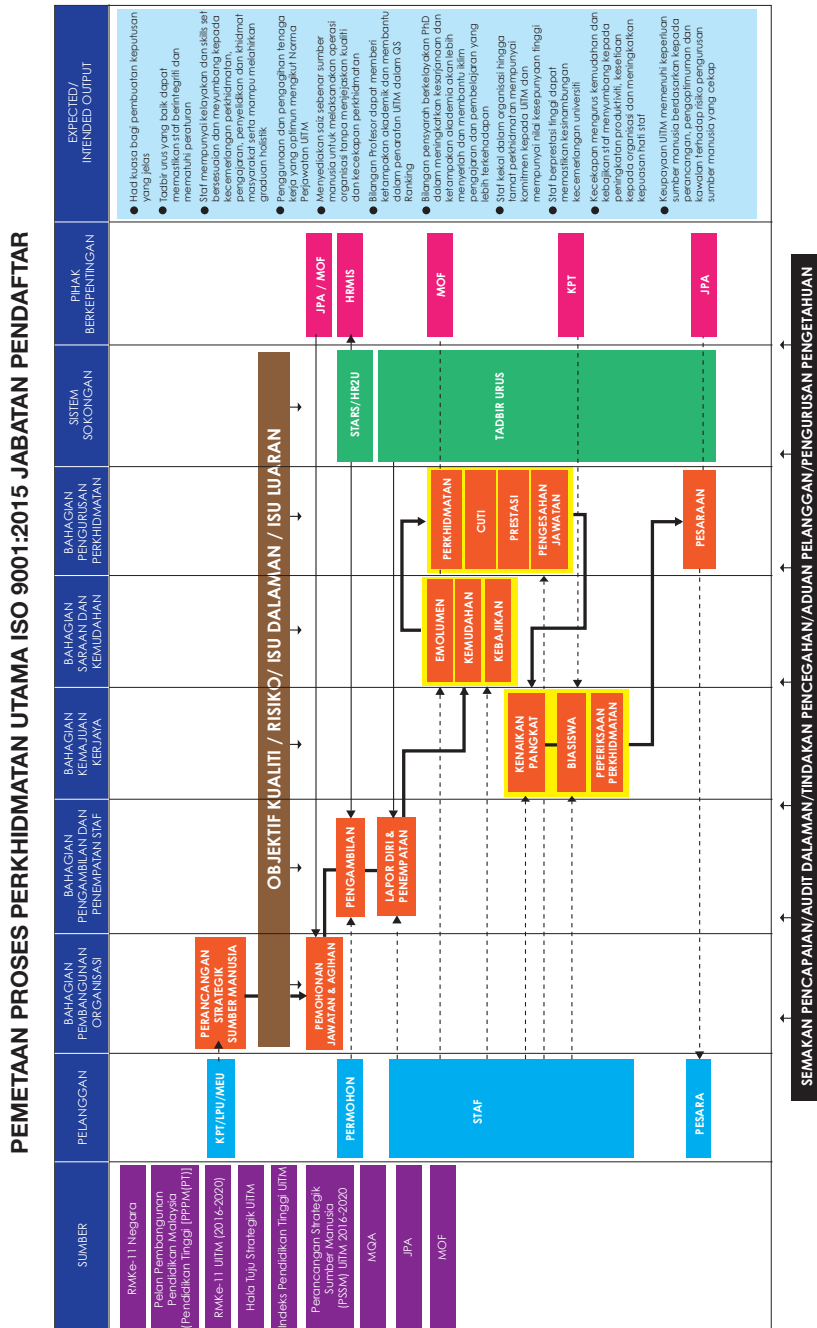 PEMETAAN PROSES PERKHIDMATAN UTAMA ISO 9001:2015 JABATAN PENDAFTAR
SUMBER
PELANGGAN
BAHAGIAN
PEMBANGUNAN
ORGANISASI
BAHAGIAN
PENGAMBILAN DAN
PENEMPATAN STAF
BAHAGIAN
KEMAJUAN
KERJAYA
BAHAGIAN
SARAAN DAN
KEMUDAHAN
BAHAGIAN
PENGURUSAN
PERKHIDMATAN
SISTEM
SOKONGAN
PIHAK
BERKEPENTINGAN
EXPECTED/
INTENDED OUTPUT
RMKe-11 Negara
Pelan Pembangunan
Pendidikan Malaysia
(Pendidikan Tinggi [PPPM(PT)]
RMKe-11 UiTM (2016-2020)
Hala Tuju Strategik UiTM
Indeks Pendidikan Tinggi UiTM
Perancangan Strategik
Sumber Manusia
(PSSM) UiTM 2016-2020
MQA
JPA
MOF
KPT/LPU/MEU
PERMOHON
STAF
PESARA
PERANCANGAN
STRATEGIK
SUMBER MANUSIA
OBJEKTIF KUALITI / RISIKO/ ISU DALAMAN / ISU LUARAN
PEMOHONAN
JAWATAN & AGIHAN
PENGAMBILAN
LAPOR DIRI &
PENEMPATAN
KENAIKAN
PANGKAT
BIASISWA
PEPERIKSAAN
PERKHIDMATAN
EMOLUMEN
KEMUDAHAN
KEBAJIKAN
PERKHIDMATAN
CUTI
PRESTASI
PENGESAHAN
JAWATAN
PESARAAN
STARS/HR2U
TADBIR URUS
JPA / MOF
HRMIS
MOF
KPT
JPA
● Had kuasa bagi pembuatan keputusan
yang jelas
● Tadbir urus yang baik dapat
memastikan staf berintegriti dan
mematuhi peraturan
● Staf mempunyai kelayakan dan skills set
bersesuaian dan meyumbang kepada
kecemerlangan perkhidmatan,
pengajaran, penyelidikan dan khidmat
masyarakat serta mampu melahirkan
graduan holistik
● Penggunaan dan pengagihan tenaga
kerja yang optimun mengikut Norma
Perjawatan UiTM
● Menyediakan saiz sebenar sumber
manusia untuk melaksanakan operasi
organisasi tanpa menjejaskan kualiti
dan kecekapan perkhidmatan
● Bilangan Profesor dapat memberi
ketampakan akademik dan membantu
dalam penarafan UiTM dalam QS
Ranking
● Bilangan pensyarah berkelayakan PhD
dalam meningkatkan kesarjanaan dan
ketampakan akademia akan lebih
menyerlah dan membantu iklim
pengajaran dan pembelajaran yang
lebih terkehadapan
● Staf kekal dalam organisasi hingga
tamat perkhidmatan mempunyai
komitmen kepada UiTM dan
mempunyai nilai kesepunyaan tinggi
● Staf berprestasi tinggi dapat
memastikan kesinambungan
kecemerlangan universiti
● Kecekapan mengurus kemudahan dan
kebajikan staf menyumbang kepada
peningkatan produktiviti, kesetiaan
kepada organisasi dan meningkatkan
kepuasa hati staf
● Keupayaan UiTM memenuhi keperluan
sumber manusia berdasarkan kepada
perancangan, pengoptimuman dan
kawalan terhadap risiko pengurusan
sumber manusia yang cekap
SEMAKAN PENCAPAIAN/AUDIT DALAMAN/TINDAKAN PENCEGAHAN/ADUAN PELANGGAN/PENGURUSAN PENGETAHUAN